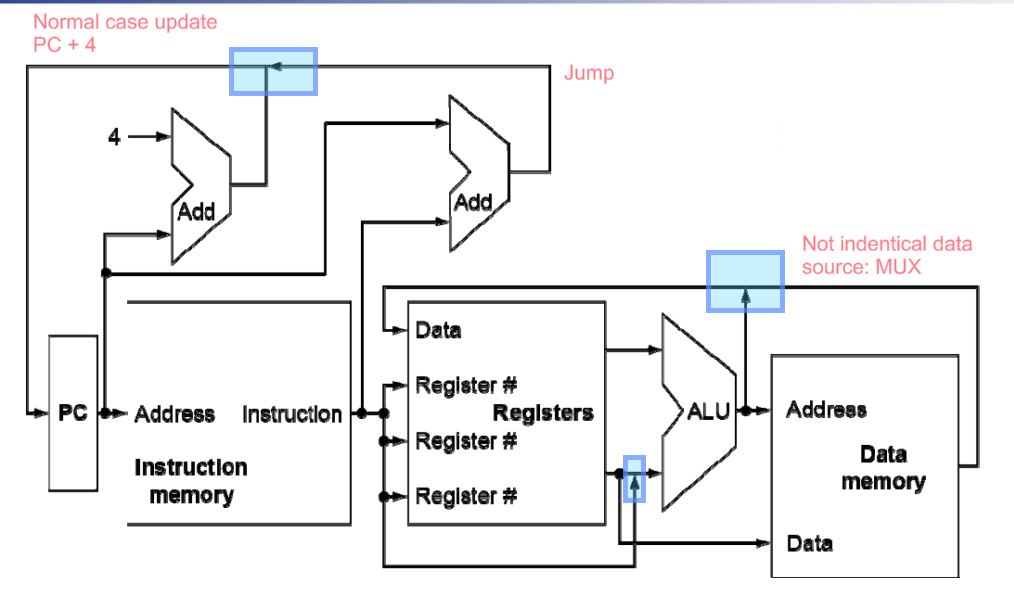 Normal case update
PC + 4
Jump
4
Add
Add
Not indentical data
source: MUX
Data
Register #
PC
Address
Instruction
Registers
ALU
Address
Register #
Data
memory
Instruction
memory
Register #
Data